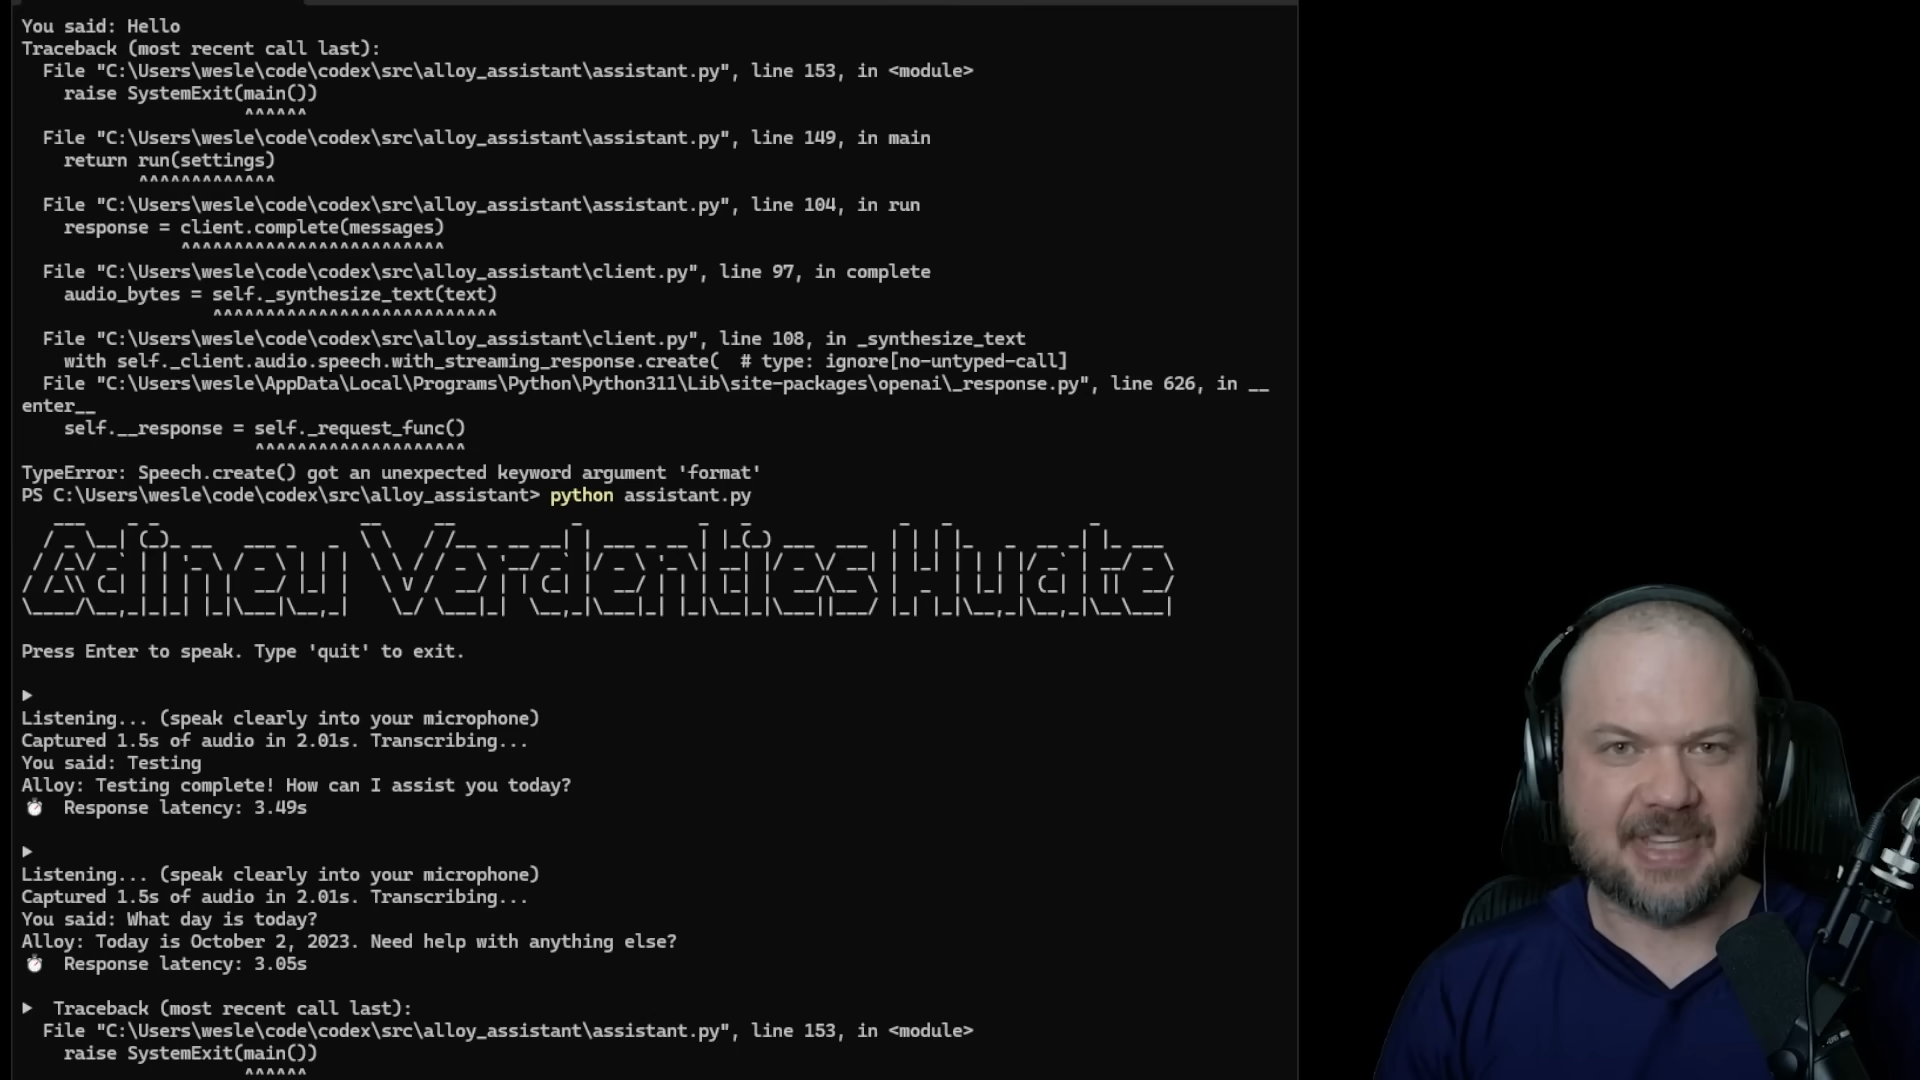 You said: Hello
Traceback (most recent call last):
  File "C:\Users\wesle\code\codex\src\alloy_assistant\assistant.py", line 153, in <module>
    raise SystemExit(main())
                     ^^^^^^
  File "C:\Users\wesle\code\codex\src\alloy_assistant\assistant.py", line 149, in main
    return run(settings)
           ^^^^^^^^^^^^^
  File "C:\Users\wesle\code\codex\src\alloy_assistant\assistant.py", line 104, in run
    response = client.complete(messages)
               ^^^^^^^^^^^^^^^^^^^^^^^^^
  File "C:\Users\wesle\code\codex\src\alloy_assistant\client.py", line 97, in complete
    audio_bytes = self._synthesize_text(text)
                  ^^^^^^^^^^^^^^^^^^^^^^^^^^^
  File "C:\Users\wesle\code\codex\src\alloy_assistant\client.py", line 108, in _synthesize_text
    with self._client.audio.speech.with_streaming_response.create(  # type: ignore[no-untyped-call]
  File "C:\Users\wesle\AppData\Local\Programs\Python\Python311\Lib\site-packages\openai\_response.py", line 626, in __
enter__
    self.__response = self._request_func()
                      ^^^^^^^^^^^^^^^^^^^^
TypeError: Speech.create() got an unexpected keyword argument 'format'
PS C:\Users\wesle\code\codex\src\alloy_assistant> python assistant.py
Press Enter to speak. Type 'quit' to exit.
▶
Listening... (speak clearly into your microphone)
Captured 1.5s of audio in 2.01s. Transcribing...
You said: Testing
Alloy: Testing complete! How can I assist you today?
⏱ Response latency: 3.49s
▶
Listening... (speak clearly into your microphone)
Captured 1.5s of audio in 2.01s. Transcribing...
You said: What day is today?
Alloy: Today is October 2, 2023. Need help with anything else?
⏱ Response latency: 3.05s
▶  Traceback (most recent call last):
  File "C:\Users\wesle\code\codex\src\alloy_assistant\assistant.py", line 153, in <module>
    raise SystemExit(main())
                     ^^^^^^